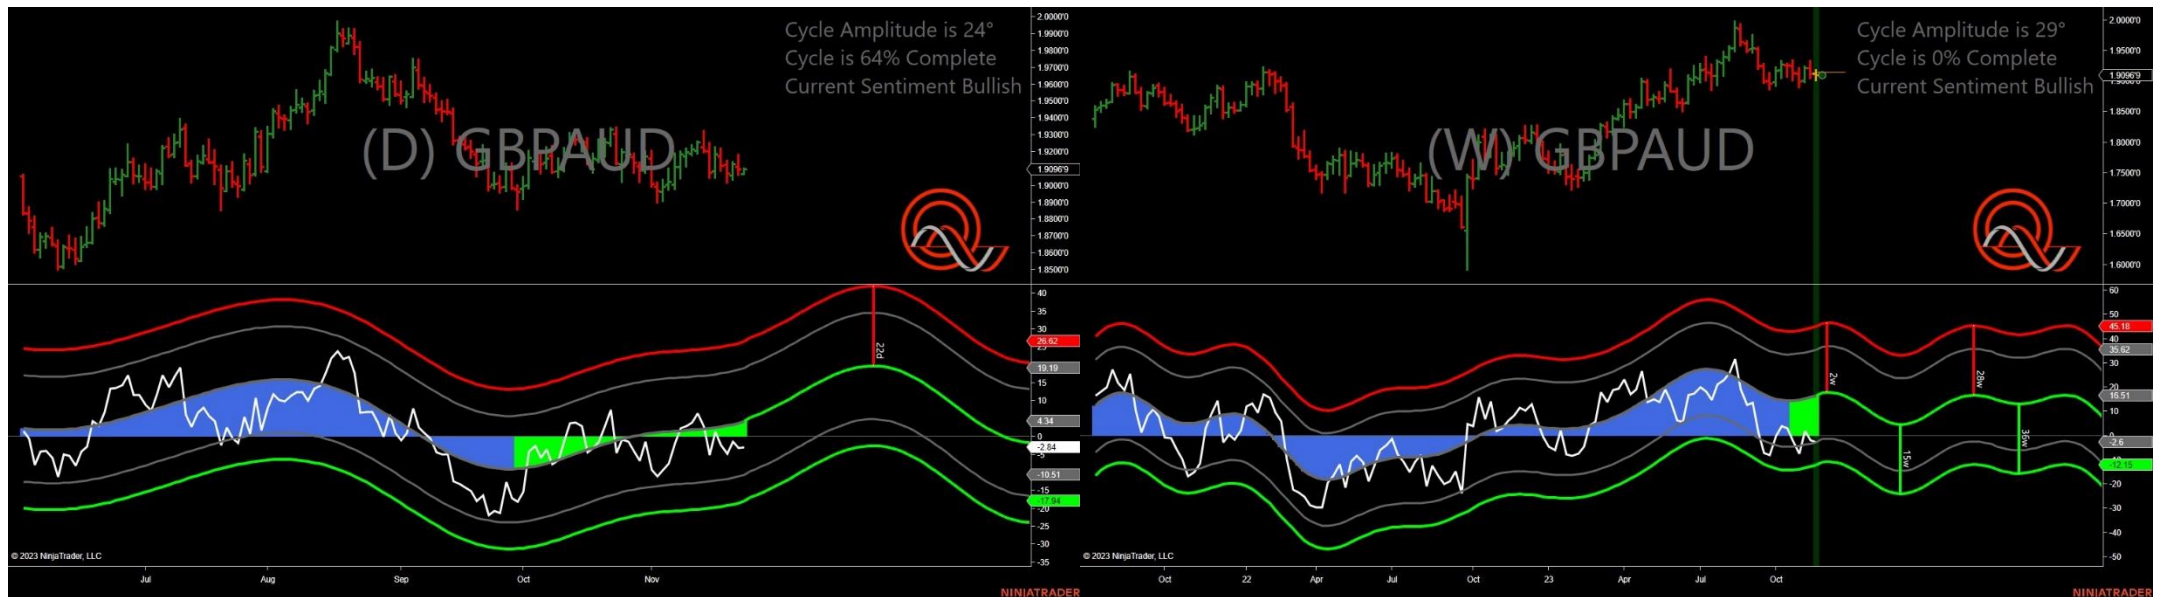 Cycle Amplitude is 24°
Cycle is 64% Complete
Current Sentiment Bullish
(D) GBPAUD
2.0000'0
1.9900'0
1.9800'0
1.9700'0
1.9600'0
1.9500'0
1.9400'0
1.9300'0
1.9200'0
1.9096'9
1.9000'0
1.8800'0
1.8700'0
1.8600'0
1.8500'0
22d
40
35
30
26.62
19.19
15
10
4.34
0
-2.84
-5
-10.51
-15
-17.94
-20
-30
-35
© 2023 NinjaTrader, LLC
Jul
Aug
Sep
Oct
Nov
NINJATRADER
Cycle Amplitude is 29°
Cycle is 0% Complete
Current Sentiment Bullish
(W) GBPAUD
2.0000'0
1.9500'0
1.9096'9
1.8500'0
1.8000'0
1.7500'0
1.7000'0
1.6500'0
1.6000'0
2w
28w
15w
36w
60
50
45.18
40
35.62
30
20
16.51
10
-2.6
-12.15
-20
-30
-40
-50
© 2023 NinjaTrader, LLC
Oct
22
Apr
Jul
Oct
23
Apr
Jul
Oct
NINJATRADER